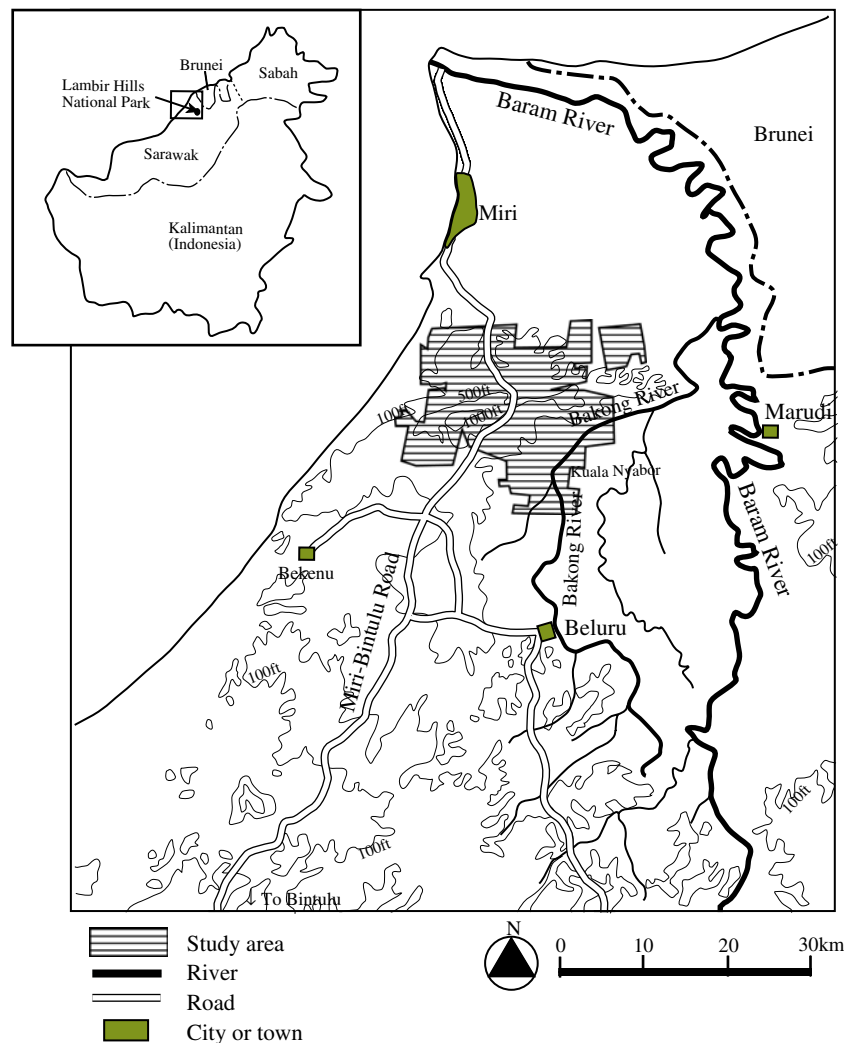 Brunei
Sabah
Lambir Hills
National Park
Sarawak
Kalimantan
(Indonesia)
Baram River
Brunei
Miri
500ft
100ft
1000ft
Bakong River
Marudi
Kuala Nyabor
Bakong River
Baram River
100ft
Bekenu
Miri-Bintulu Road
Beluru
100ft
100ft
100ft
↓ To Bintulu
Study area
River
Road
City or town
N
0 10 20 30km